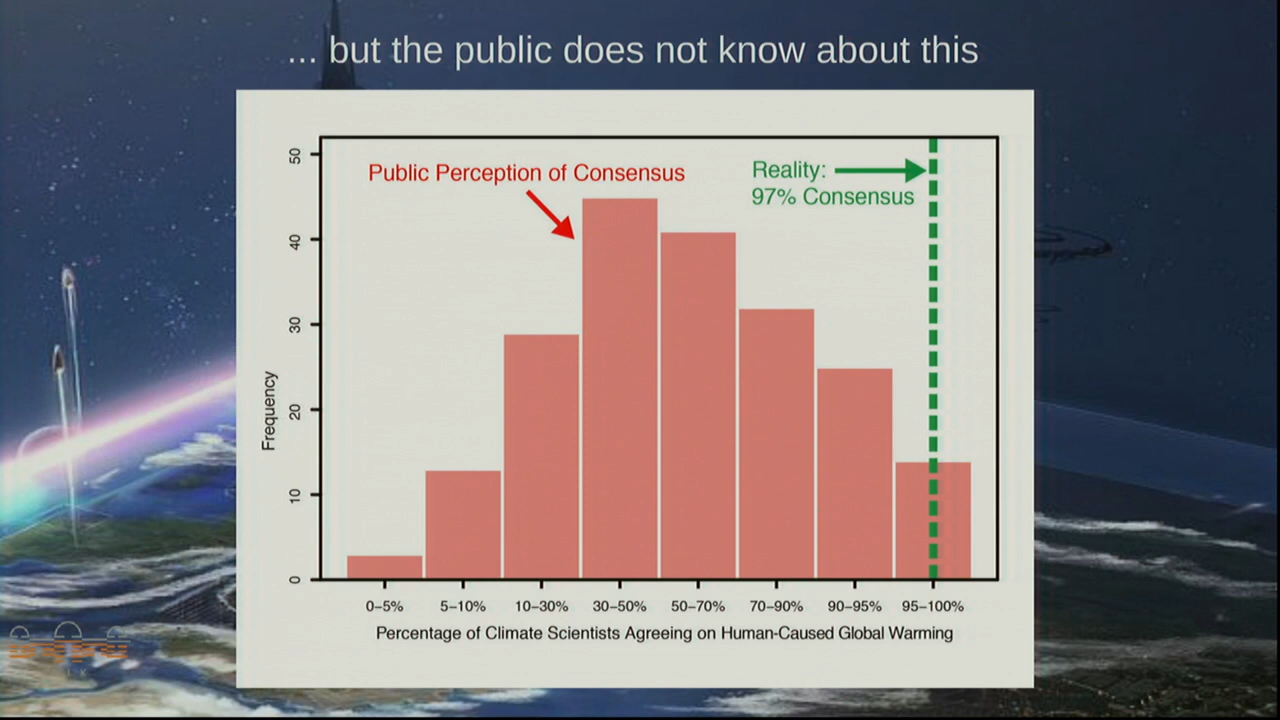 ... but the public does not know about this
Public Perception of Consensus
Reality:
97% Consensus
50
40
30
20
10
0
Frequency
0–5% 5–10% 10–30% 30–50% 50–70% 70–90% 90–95% 95–100%
Percentage of Climate Scientists Agreeing on Human-Caused Global Warming